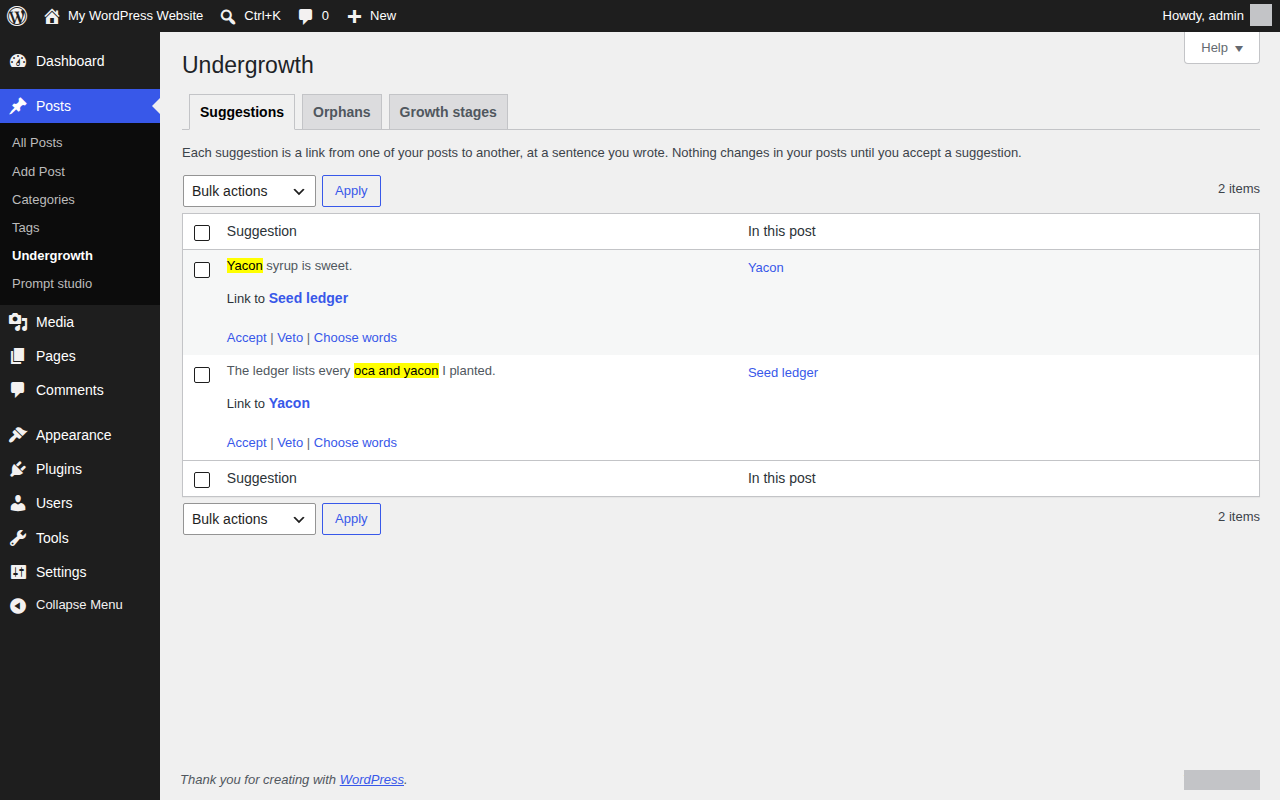 My WordPress Website Ctrl+K 0 New Howdy, admin
Help
Dashboard
Posts
All Posts
Add Post
Categories
Tags
Undergrowth
Prompt studio
Media
Pages
Comments
Appearance
Plugins
Users
Tools
Settings
Collapse Menu
Undergrowth
Suggestions Orphans Growth stages
Each suggestion is a link from one of your posts to another, at a sentence you wrote. Nothing changes in your posts until you accept a suggestion.
Bulk actions Apply 2 items
Suggestion In this post
Yacon syrup is sweet. Yacon
Link to Seed ledger
Accept | Veto | Choose words
The ledger lists every oca and yacon I planted. Seed ledger
Link to Yacon
Accept | Veto | Choose words
Suggestion In this post
Bulk actions Apply 2 items
Thank you for creating with WordPress.